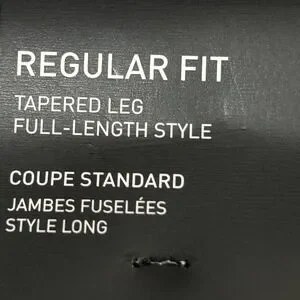 REGULAR FIT
TAPERED LEG
FULL-LENGTH STYLE
COUPE STANDARD
JAMBES FUSELÉES
STYLE LONG